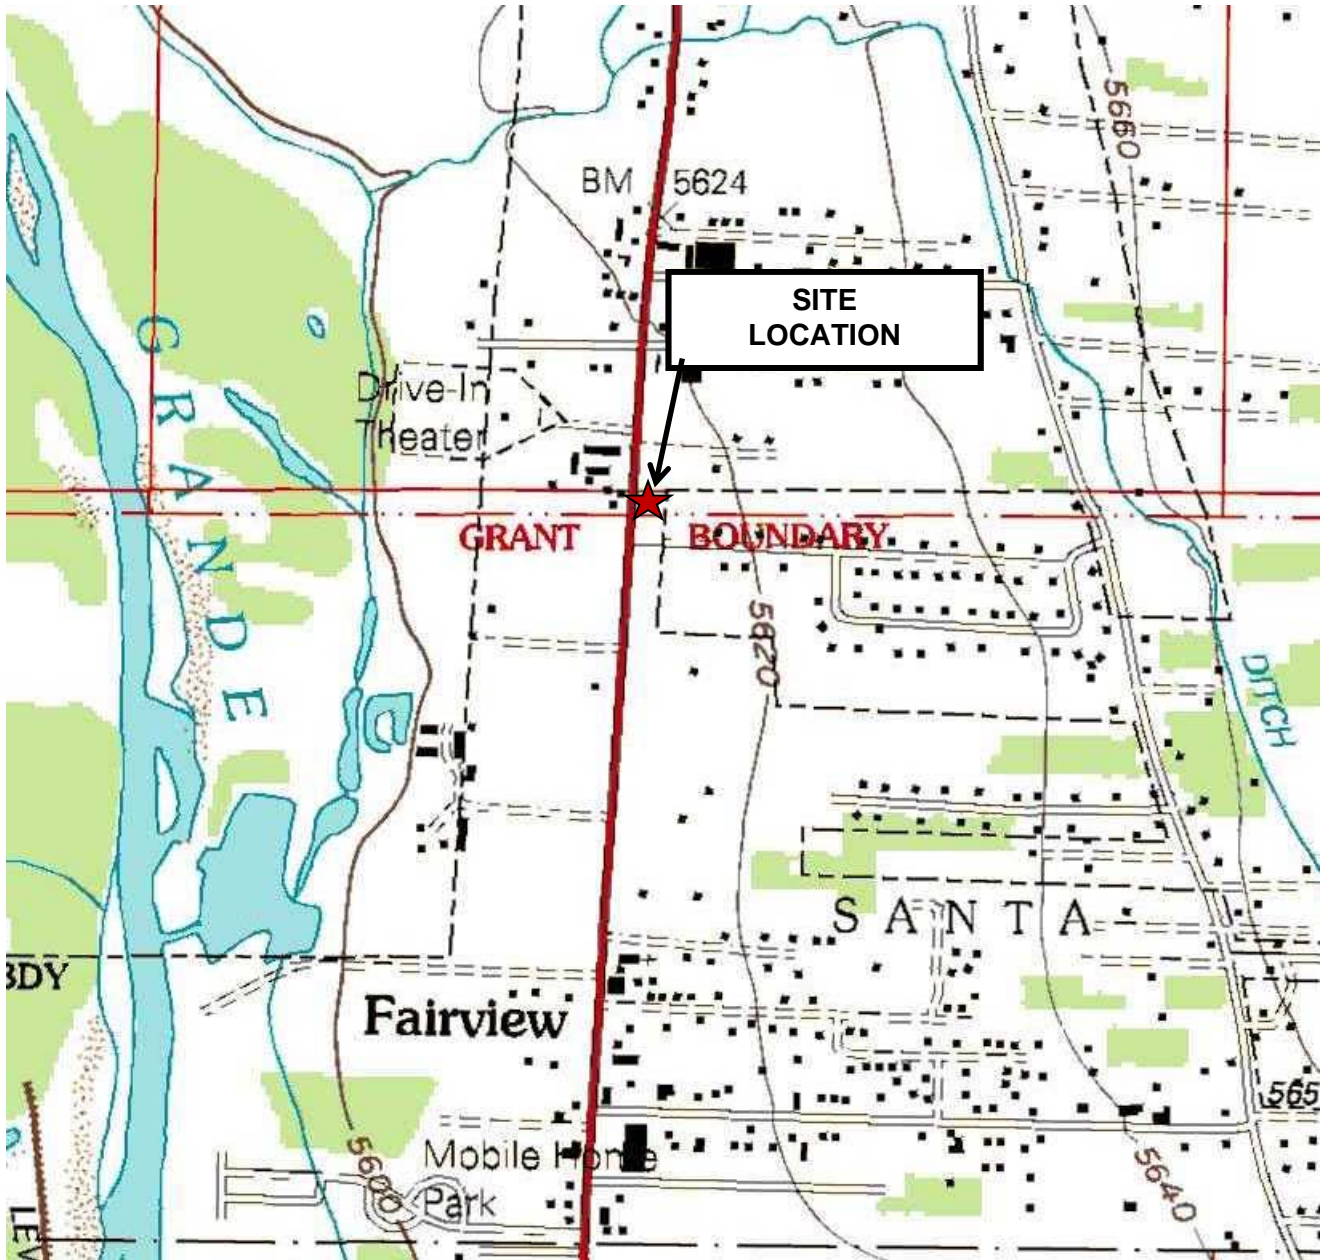 5660
BM 5624
SITE
LOCATION
GRANDE
Drive-In
Theater
GRANT BOUNDARY
5620
DITCH
SANTA
BDY
Fairview
565
5600
Mobile Home
Park
5640
LEV